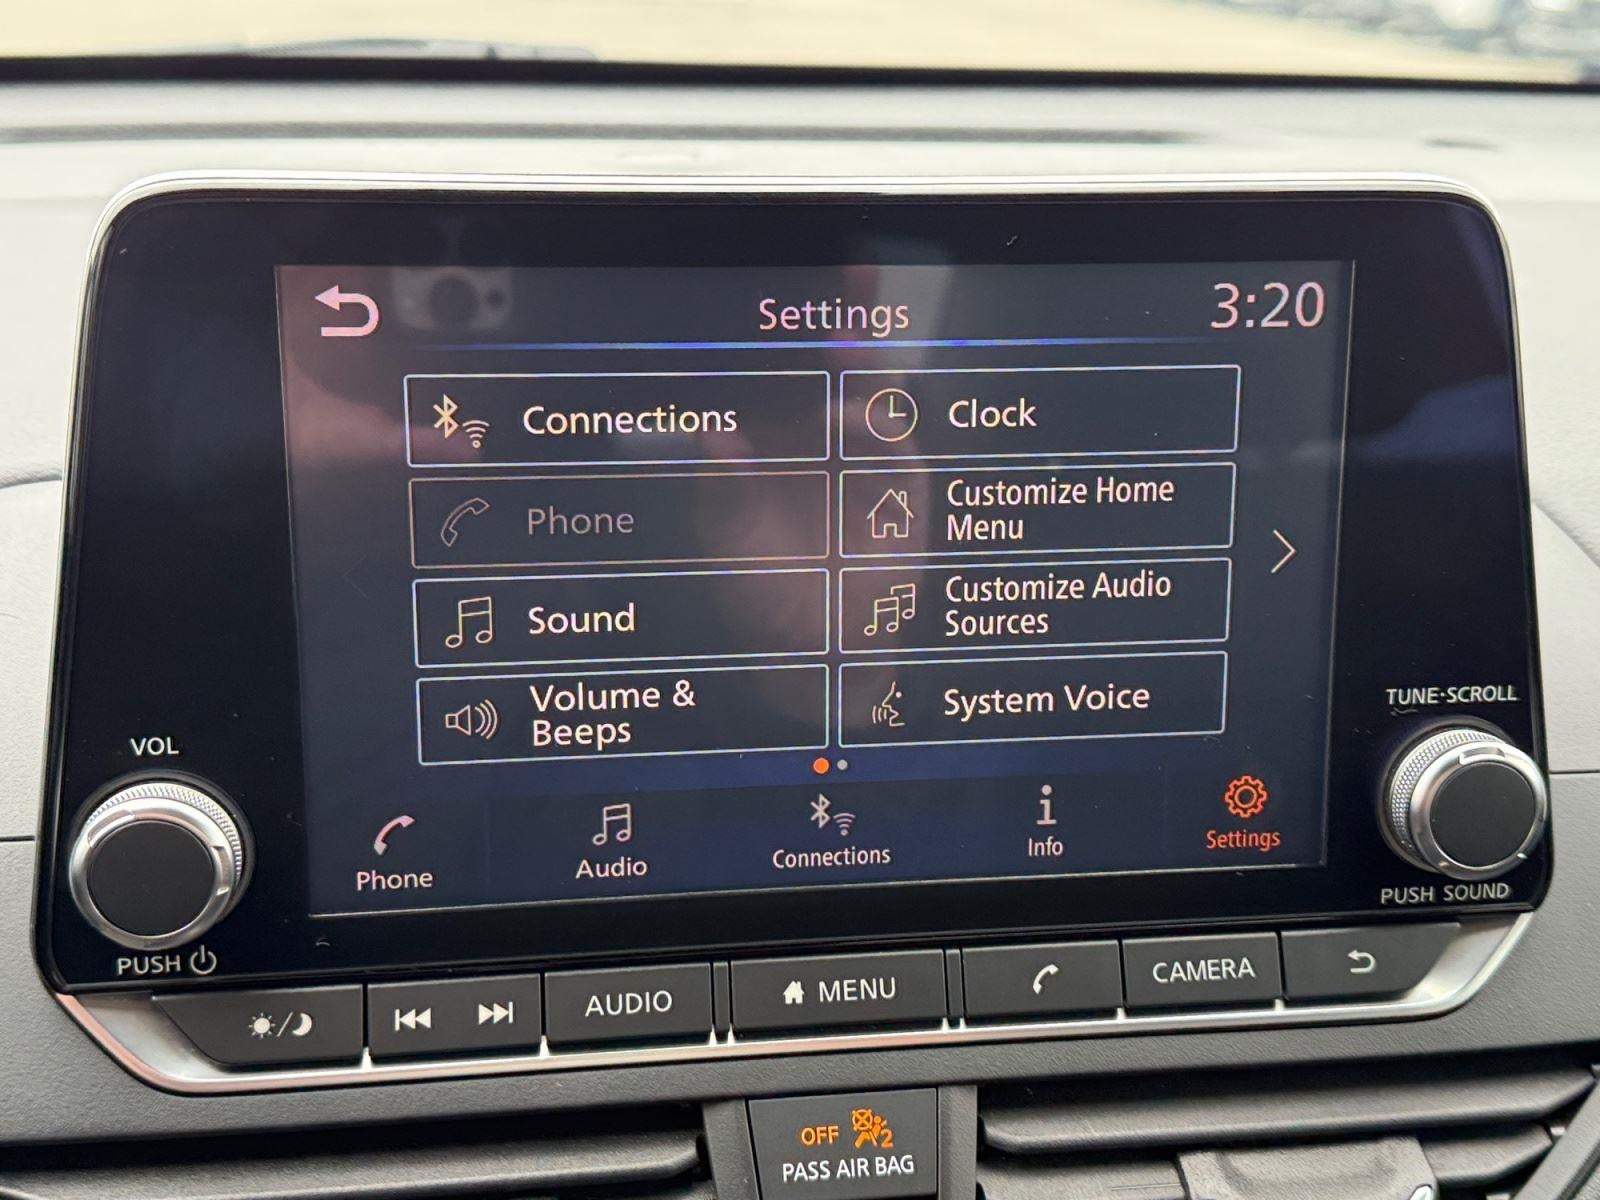 Settings
3:20
Connections
Clock
Phone
Customize Home
Menu
Sound
Customize Audio
Sources
Volume &
Beeps
System Voice
Phone
Audio
Connections
Info
Settings
VOL
PUSH
TUNE·SCROLL
PUSH SOUND
AUDIO
MENU
CAMERA
OFF
2
PASS AIR BAG